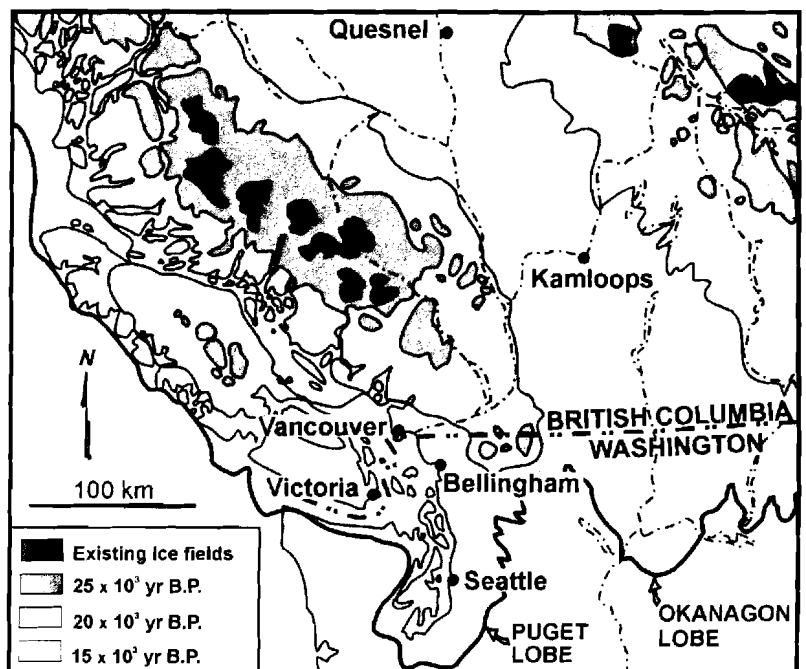 Quesnel
Kamloops
BRITISH COLUMBIA
WASHINGTON
Vancouver
N
Bellingham
100 km
Victoria
Existing Ice fields
25 x 10³ yr B.P.
Seattle
20 x 10³ yr B.P.
OKANAGON
LOBE
PUGET
LOBE
15 x 10³ yr B.P.